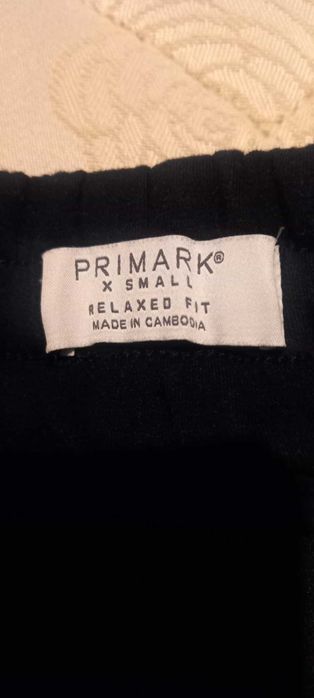 PRIMARK®
X SMALL
RELAXED FIT
MADE IN CAMBODIA